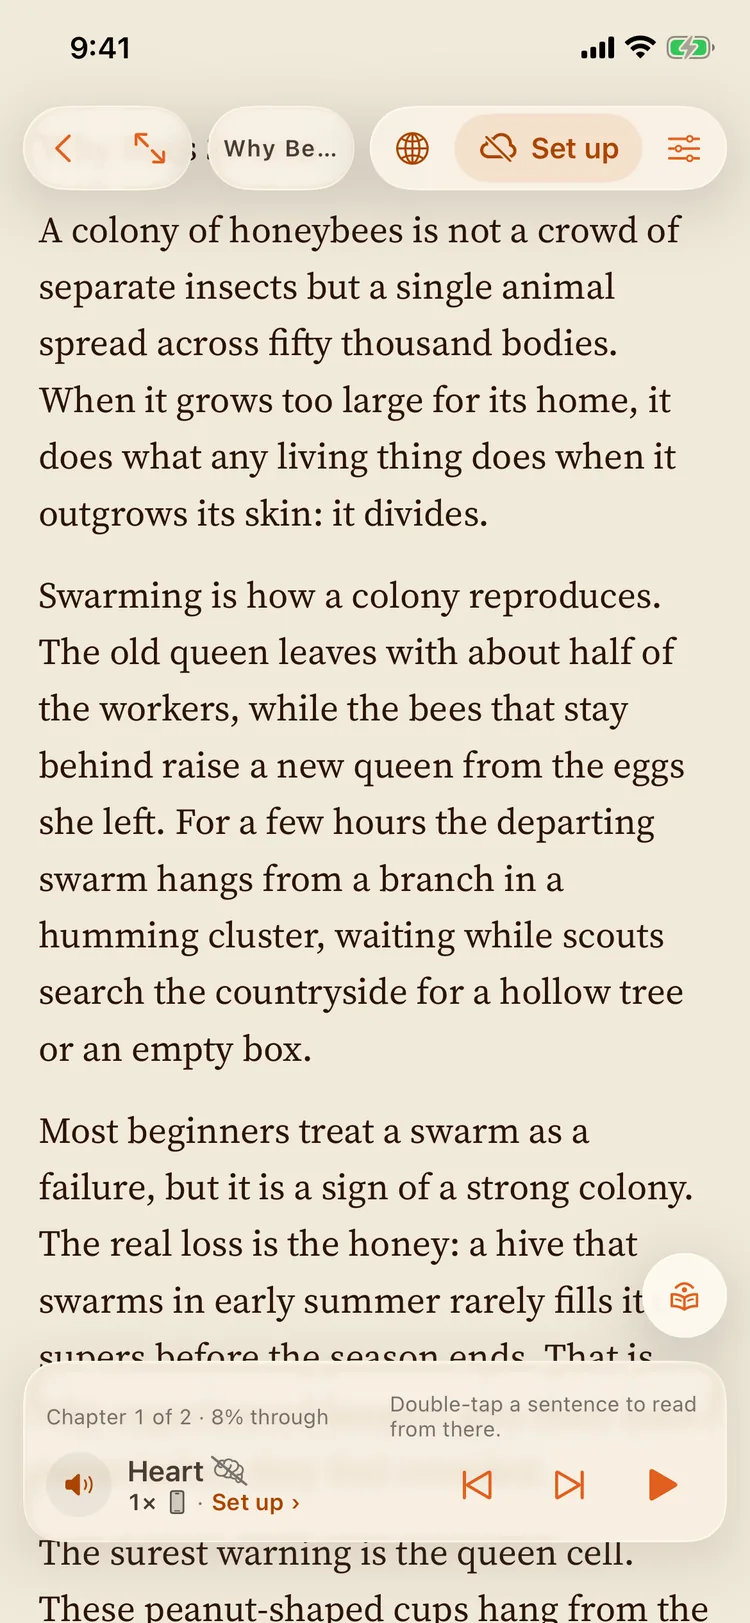 9:41
Why Be...
Set up
A colony of honeybees is not a crowd of
separate insects but a single animal
spread across fifty thousand bodies.
When it grows too large for its home, it
does what any living thing does when it
outgrows its skin: it divides.
Swarming is how a colony reproduces.
The old queen leaves with about half of
the workers, while the bees that stay
behind raise a new queen from the eggs
she left. For a few hours the departing
swarm hangs from a branch in a
humming cluster, waiting while scouts
search the countryside for a hollow tree
or an empty box.
Most beginners treat a swarm as a
failure, but it is a sign of a strong colony.
The real loss is the honey: a hive that
swarms in early summer rarely fills it
supers before the season ends. That is
Chapter 1 of 2 · 8% through
Double-tap a sentence to read
from there.
Heart
1× · Set up ›
The surest warning is the queen cell.
These peanut-shaped cups hang from the